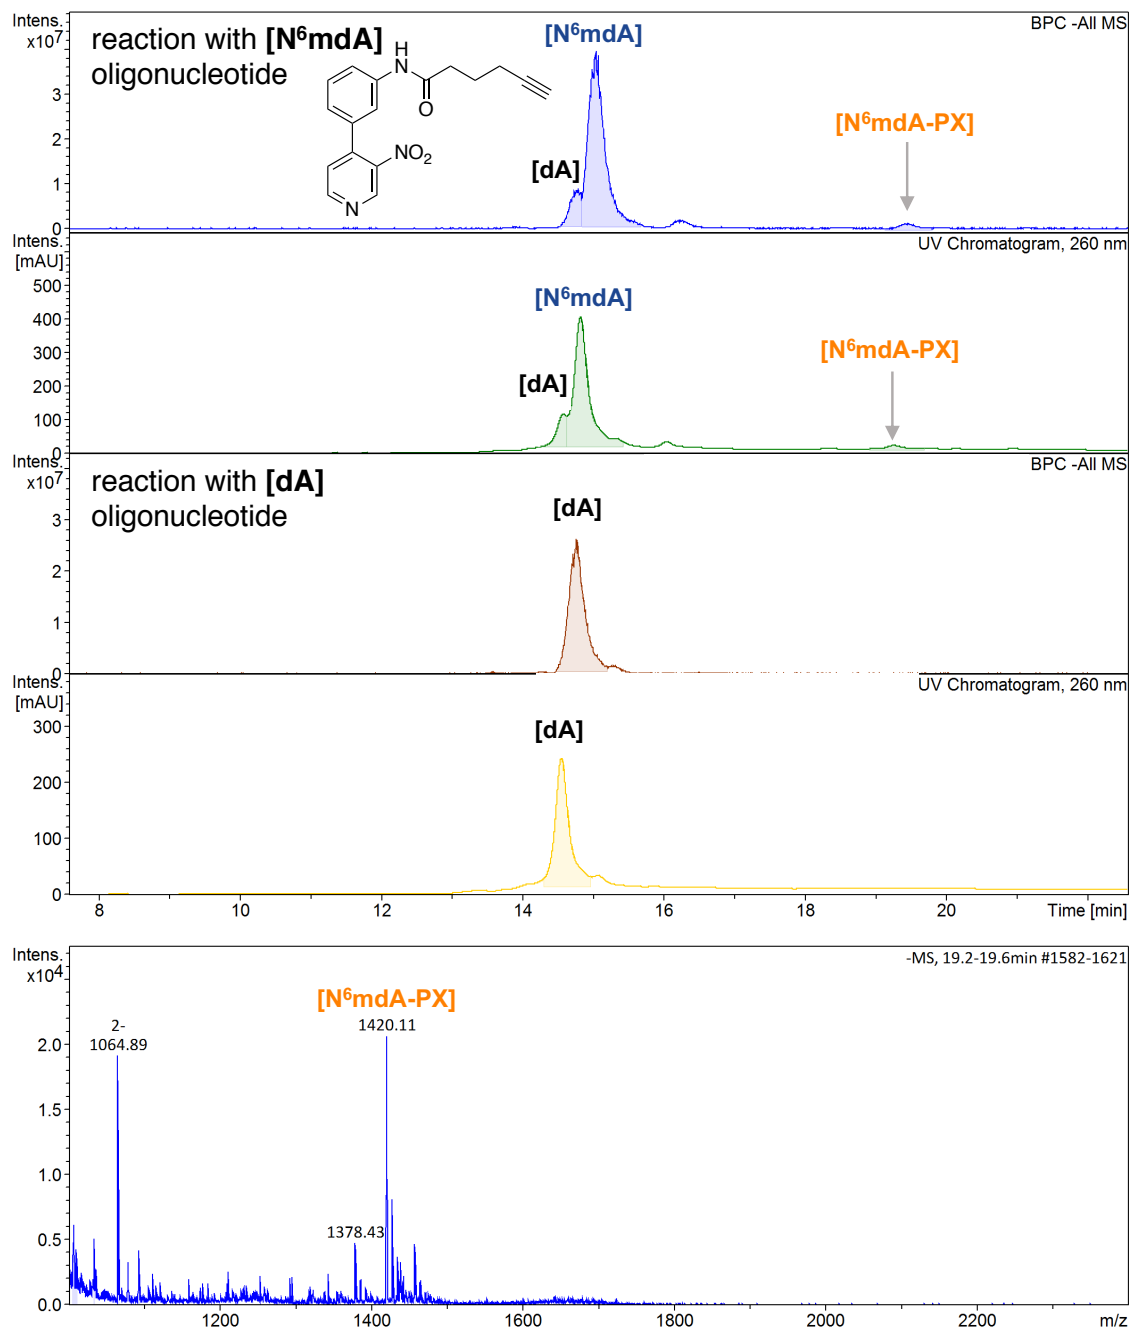 Intens.
x10⁷
BPC -All MS
reaction with [N⁶mdA]
oligonucleotide
[N⁶mdA]
H
N
O
NO₂
N
[dA]
[N⁶mdA-PX]
3
2
1
0
Intens.
[mAU]
UV Chromatogram, 260 nm
500
400
300
200
100
0
[N⁶mdA]
[dA]
[N⁶mdA-PX]
Intens.
x10⁷
BPC -All MS
reaction with [dA]
oligonucleotide
[dA]
3
2
1
0
Intens.
[mAU]
UV Chromatogram, 260 nm
[dA]
300
200
100
0
8 10 12 14 16 18 20 Time [min]
Intens.
x10⁴
-MS, 19.2-19.6min #1582-1621
[N⁶mdA-PX]
2-
1064.89
1420.11
1378.43
2.0
1.5
1.0
0.5
0.0
1200 1400 1600 1800 2000 2200 m/z